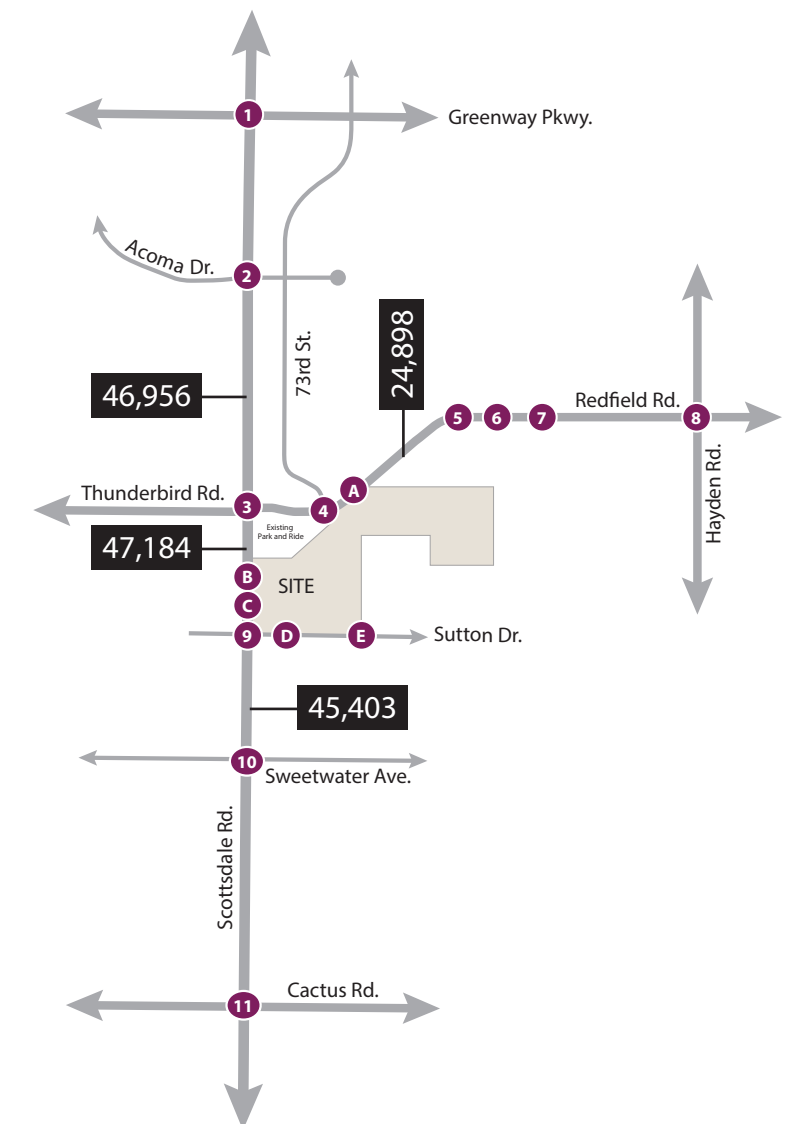 1
Greenway Pkwy.
Acoma Dr.
2
73rd St.
24,898
46,956
Redfield Rd.
5
6
7
8
Hayden Rd.
Thunderbird Rd.
A
3
4
Existing
Park and Ride
47,184
B
SITE
C
9
D
E
Sutton Dr.
45,403
10
Sweetwater Ave.
Scottsdale Rd.
Cactus Rd.
11